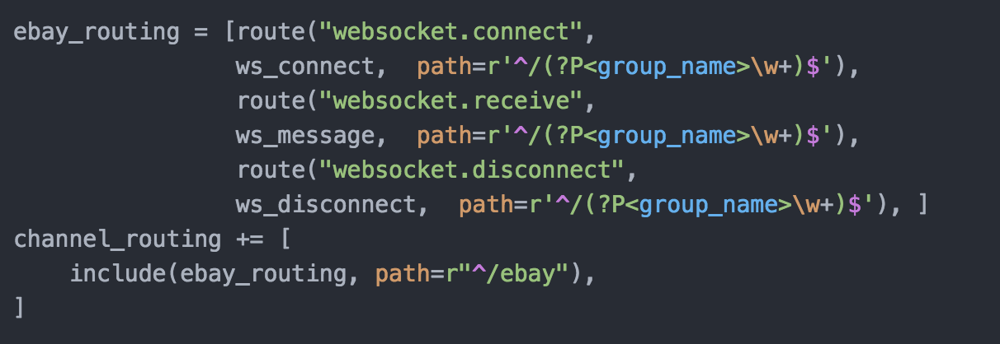 ebay_routing = [route("websocket.connect",
                ws_connect,  path=r'^/(?P<group_name>\w+)$'),
                route("websocket.receive",
                ws_message,  path=r'^/(?P<group_name>\w+)$'),
                route("websocket.disconnect",
                ws_disconnect,  path=r'^/(?P<group_name>\w+)$'), ]
channel_routing += [
    include(ebay_routing, path=r"^/ebay"),
]